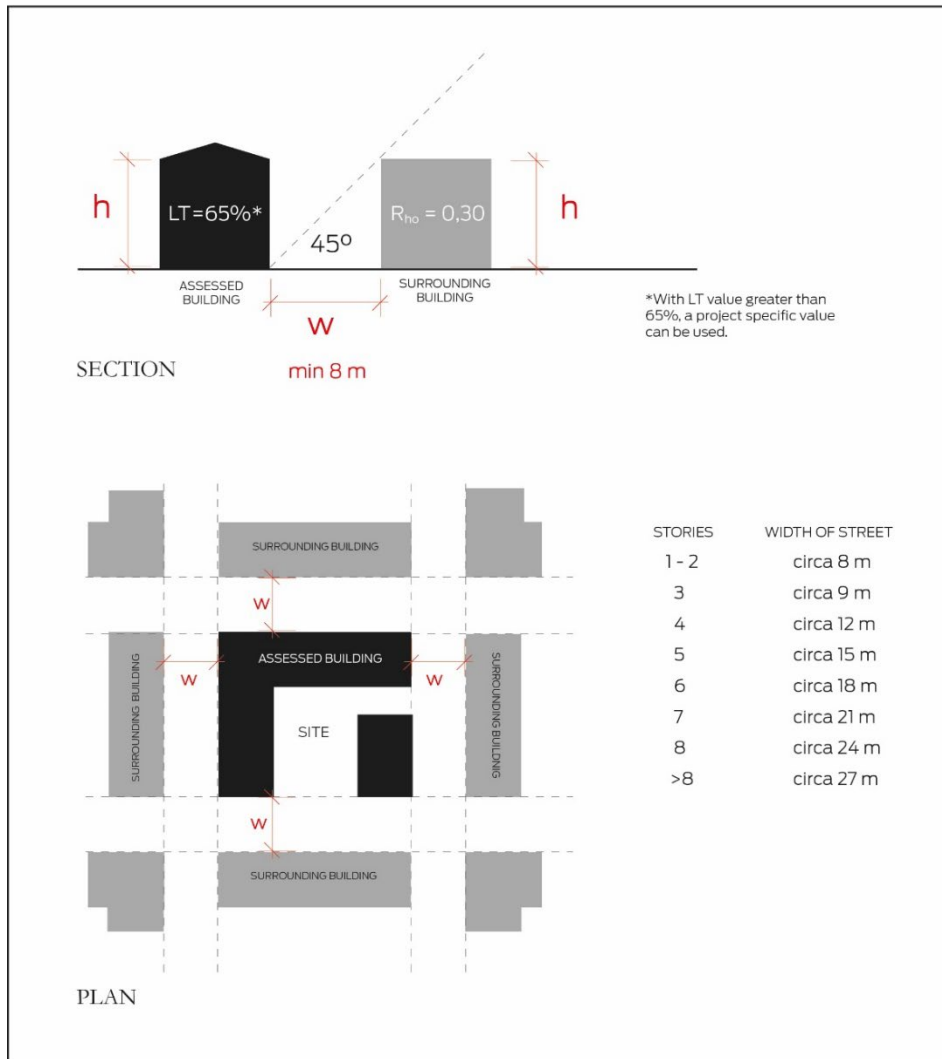 h
LT=65%*
45º
Rho = 0,30
h
ASSESSED
BUILDING
SURROUNDING
BUILDING
w
min 8 m
*With LT value greater than
65%, a project specific value
can be used.
SECTION
SURROUNDING BUILDING
w
SURROUNDING BUILDING
w
ASSESSED BUILDING
w
SURROUNDING BUILDNIG
SITE
w
SURROUNDING BUILDING
STORIES WIDTH OF STREET
1 - 2 circa 8 m
3 circa 9 m
4 circa 12 m
5 circa 15 m
6 circa 18 m
7 circa 21 m
8 circa 24 m
>8 circa 27 m
PLAN